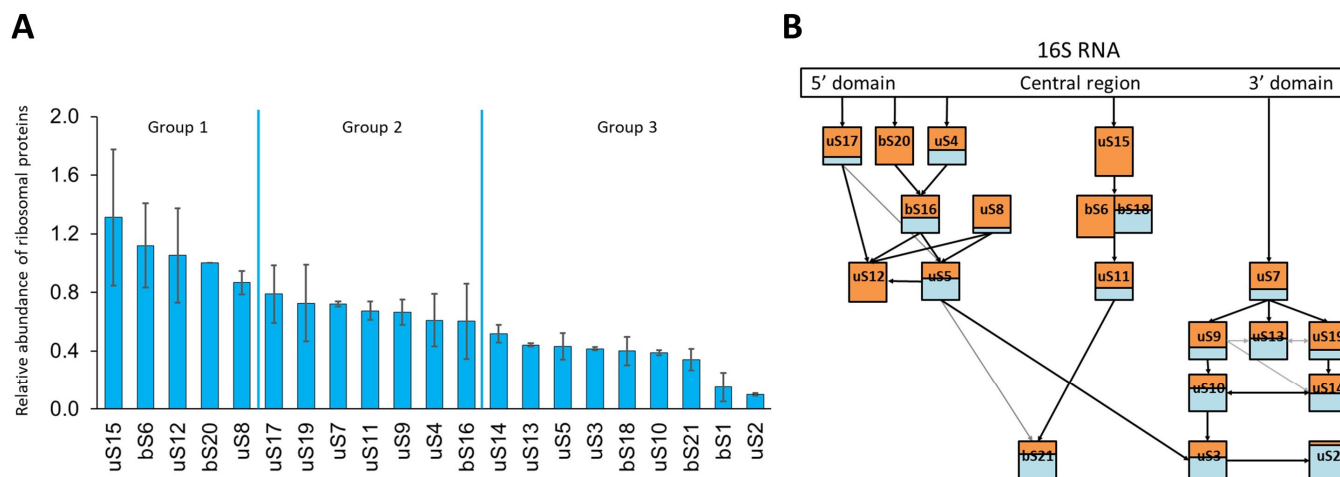 A
Relative abundance of ribosomal proteins
2.0
1.6
1.2
0.8
0.4
0.0
Group 1
Group 2
Group 3
uS15
bS6
uS12
bS20
uS8
uS17
uS19
uS7
uS11
uS9
uS4
bS16
uS14
uS13
uS5
uS3
bS18
uS10
bS21
bS1
uS2
B
16S RNA
5’ domain Central region 3’ domain
uS17 bS20 uS4 uS15
bS16 uS8 bS6 bS18
uS12 uS5 uS11 uS7
uS9 uS13 uS19
uS10 uS14
bS21 uS3 uS2